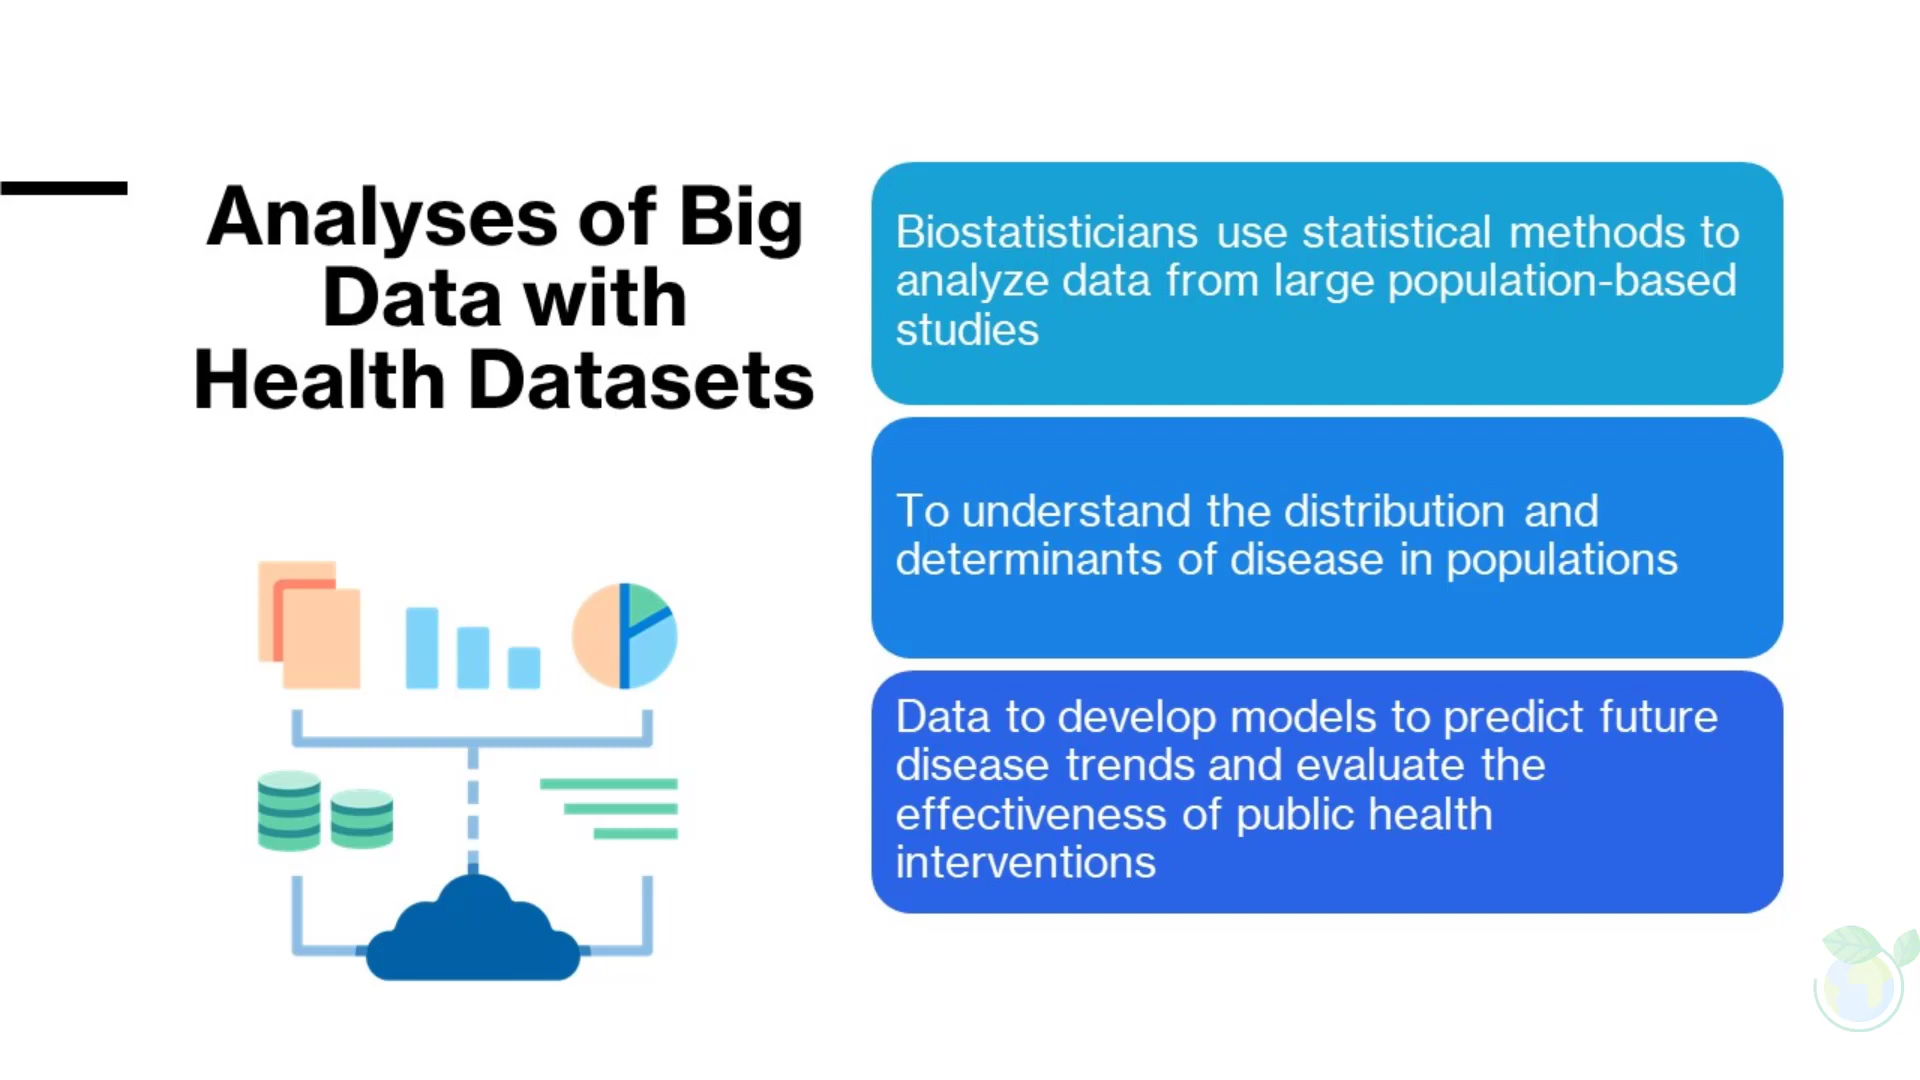 Analyses of Big
Data with
Health Datasets
Biostatisticians use statistical methods to
analyze data from large population-based
studies
To understand the distribution and
determinants of disease in populations
Data to develop models to predict future
disease trends and evaluate the
effectiveness of public health
interventions